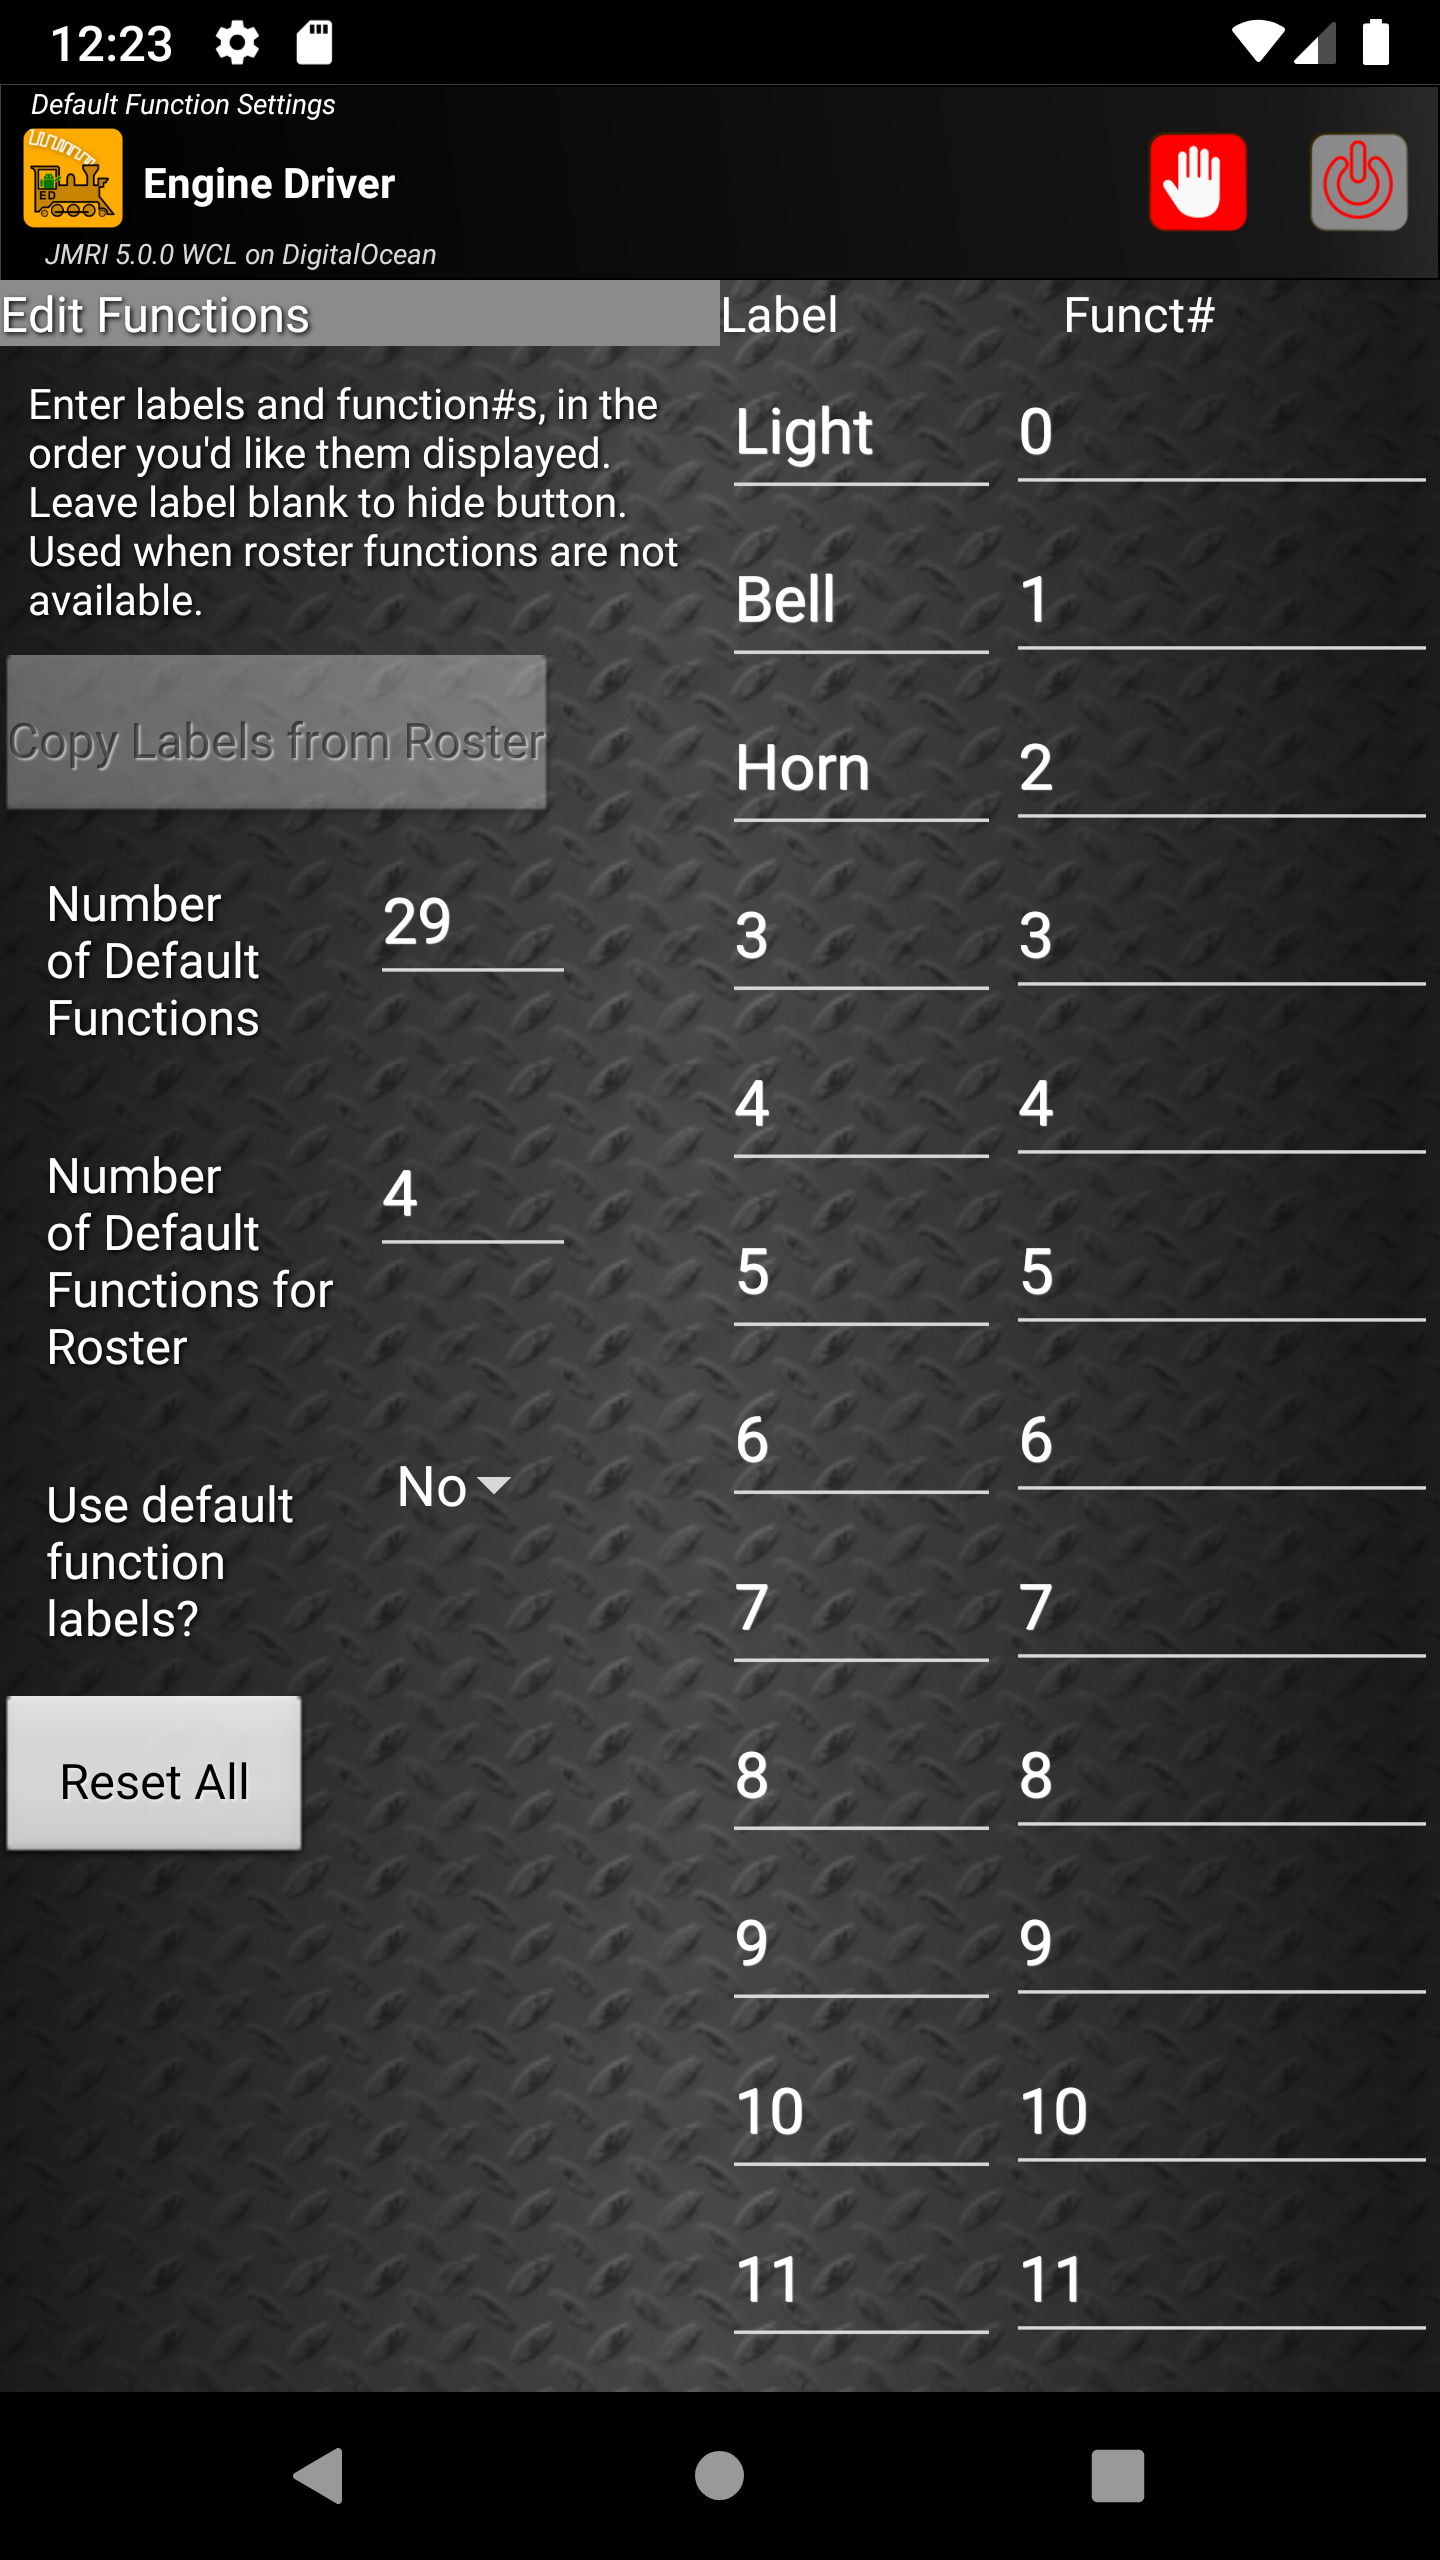 12:23
Default Function Settings
ED
Engine Driver
JMRI 5.0.0 WCL on DigitalOcean
Edit Functions
Label Funct#
Enter labels and function#s, in the
order you'd like them displayed.
Leave label blank to hide button.
Used when roster functions are not
available.
Copy Labels from Roster
Number
of Default
Functions
29
Number
of Default
Functions for
Roster
4
Use default
function
labels?
No
Reset All
Light 0
Bell 1
Horn 2
3 3
4 4
5 5
6 6
7 7
8 8
9 9
10 10
11 11